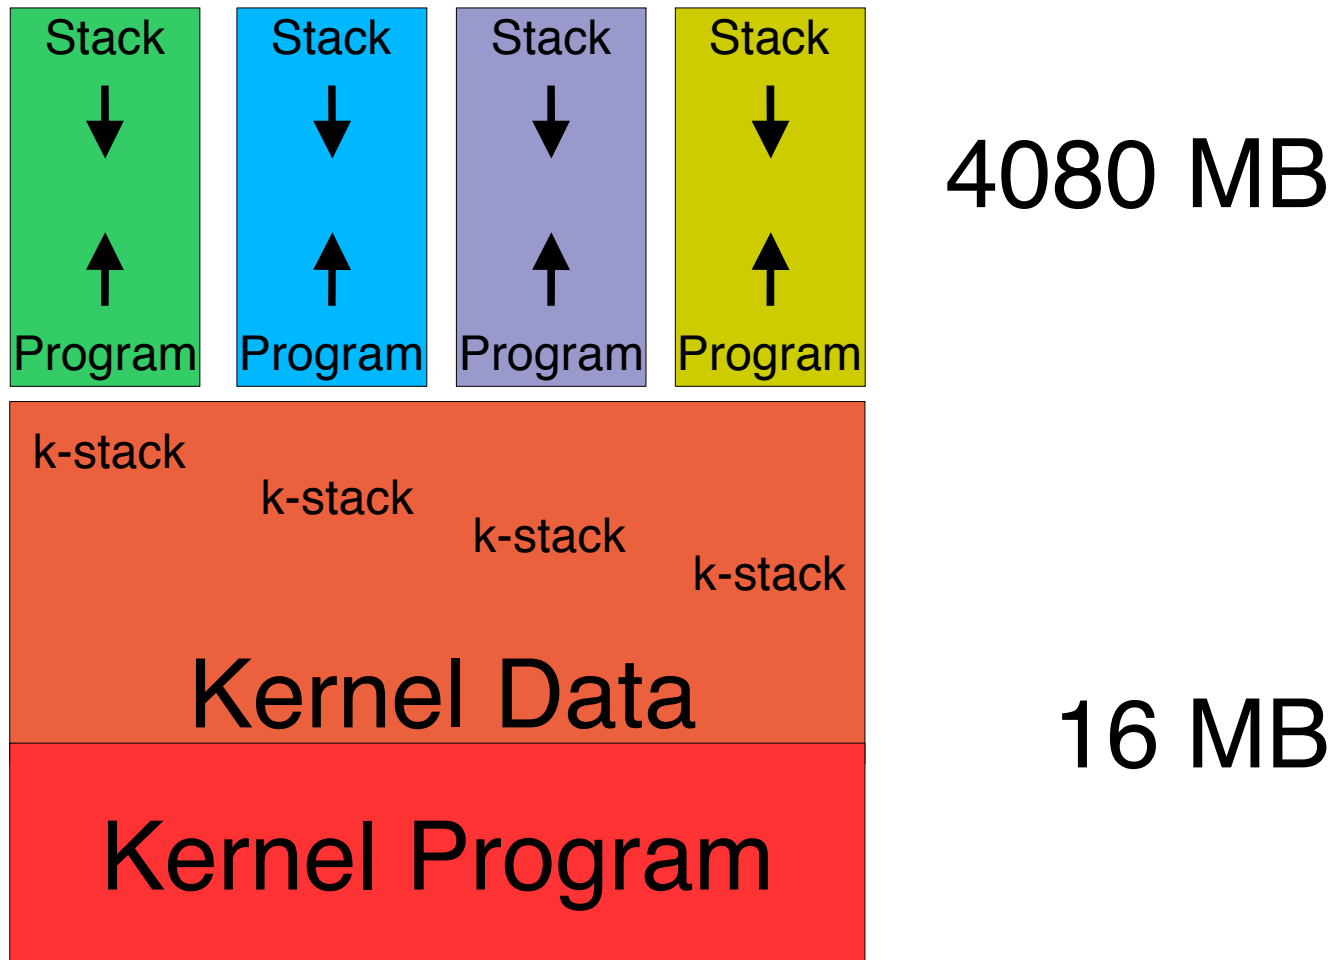 Stack Stack Stack Stack
4080 MB
Program Program Program Program
k-stack
k-stack
k-stack
k-stack
Kernel Data
16 MB
Kernel Program